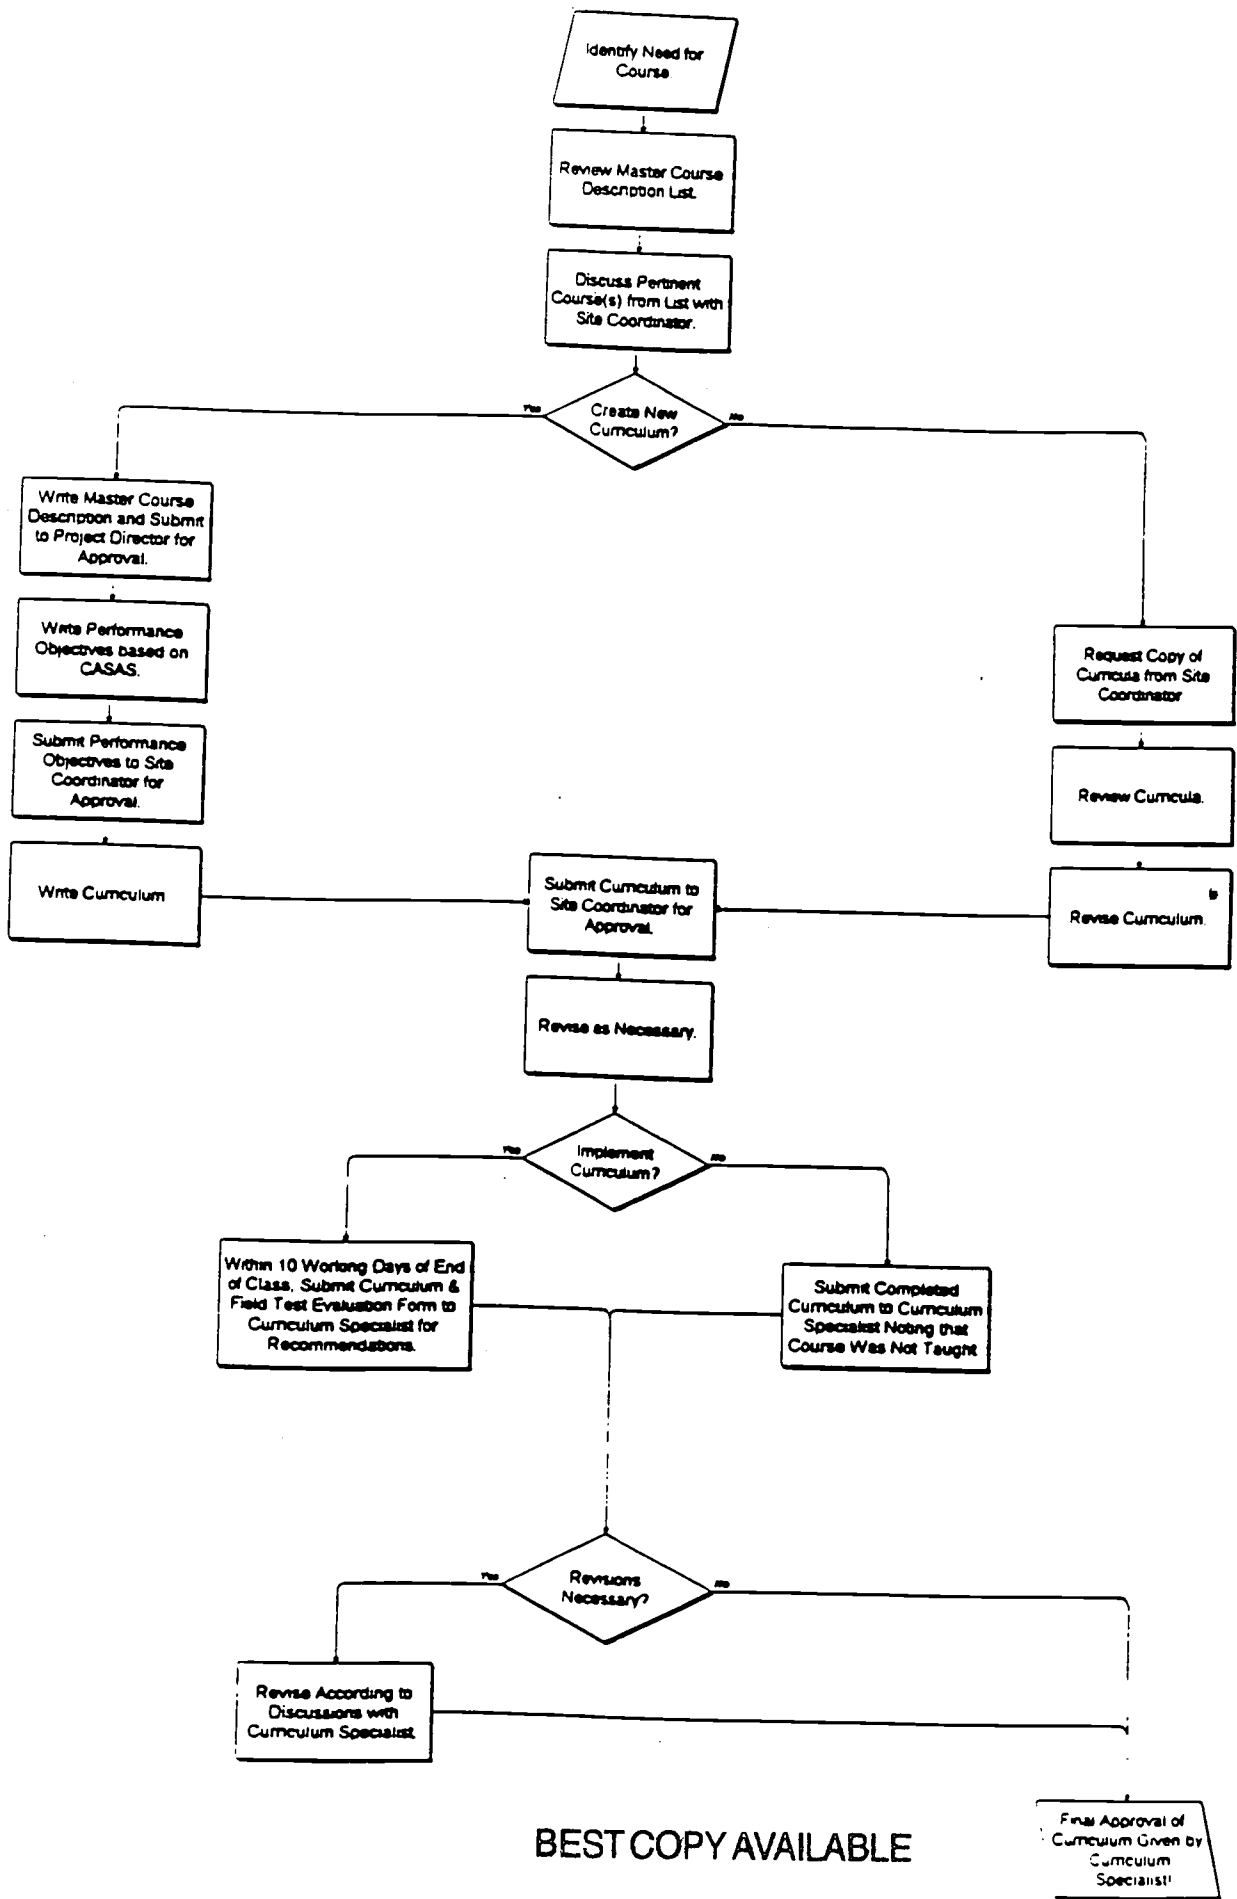 Identify Need for
Course.
Review Master Course
Description List.
Discuss Pertinent
Course(s) from List with
Site Coordinator.
Create New
Curriculum?
Yes
No
Write Master Course
Description and Submit
to Project Director for
Approval.
Write Performance
Objectives based on
CASAS.
Submit Performance
Objectives to Site
Coordinator for
Approval.
Write Curriculum
Request Copy of
Curricula from Site
Coordinator
Review Curricula.
Revise Curriculum.
Submit Curriculum to
Site Coordinator for
Approval.
Revise as Necessary.
Implement
Curriculum?
Yes
No
Within 10 Working Days of End
of Class, Submit Curriculum &
Field Test Evaluation Form to
Curriculum Specialist for
Recommendations.
Submit Completed
Curriculum to Curriculum
Specialist Noting that
Course Was Not Taught
Revisions
Necessary?
Yes
No
Revise According to
Discussions with
Curriculum Specialist.
Final Approval of
Curriculum Given by
Curriculum
Specialist!
BEST COPY AVAILABLE